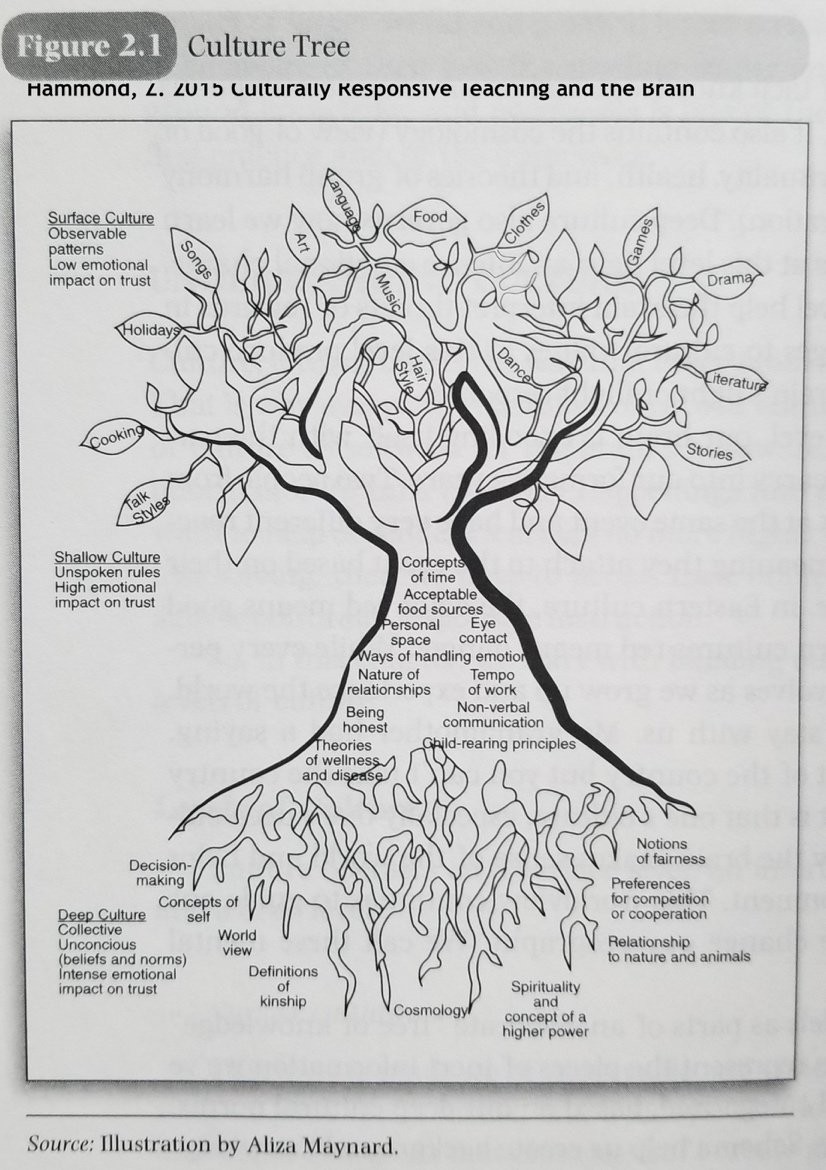 Figure 2.1 Culture Tree
Hammond, Z. 2015 Culturally Responsive Teaching and the Brain
Surface Culture
Observable
patterns
Low emotional
impact on trust
Songs
Art
Language
Food
Clothes
Games
Drama
Holidays
Music
Hair
Style
Dance
Literature
Cooking
Stories
Talk
Styles
Shallow Culture
Unspoken rules
High emotional
impact on trust
Concepts
of time
Acceptable
food sources
Personal
space
Eye
contact
Ways of handling emotion
Nature of
relationships
Tempo
of work
Being
honest
Non-verbal
communication
Theories
of wellness
and disease
Child-rearing principles
Deep Culture
Collective
Unconcious
(beliefs and norms)
Intense emotional
impact on trust
Decision-
making
Concepts of
self
World
view
Definitions
of
kinship
Cosmology
Spirituality
and
concept of a
higher power
Notions
of fairness
Preferences
for competition
or cooperation
Relationship
to nature and animals
Source: Illustration by Aliza Maynard.